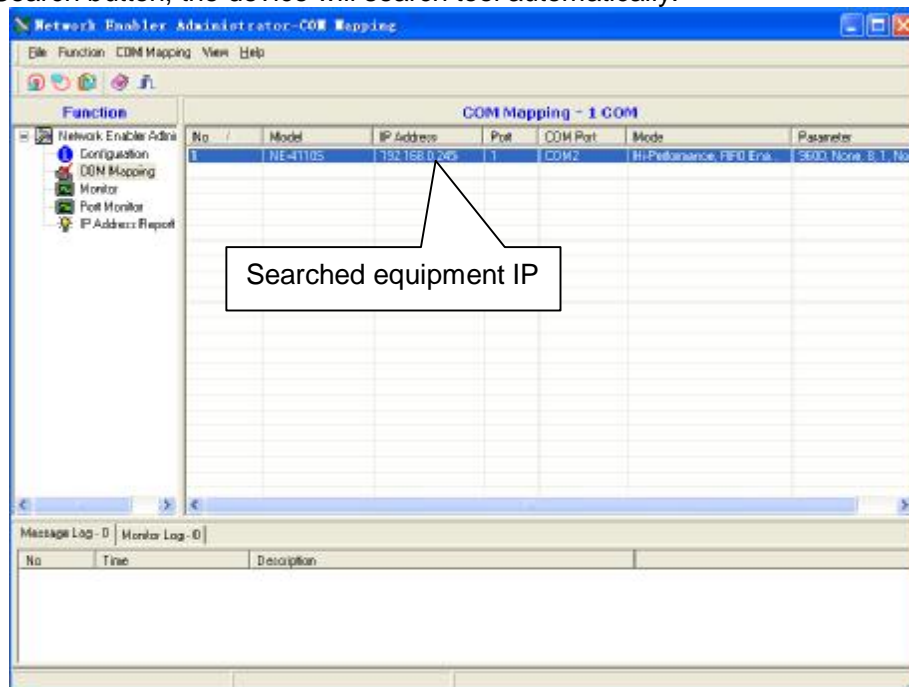 search button, the device will search tool automatically.
Network Enabler Administrator-COM Mapping
File Function COM Mapping View Help
Function
COM Mapping - 1 COM
Network Enabler Admi
Configuration
COM Mapping
Monitor
Port Monitor
IP Address Report
No / Model IP Address Port COM Port Mode Parameter
1 NE-4110S 192.168.0.245 1 COM2 Hi-Performance, FIFO Ena... 9600, None, 8, 1, No
Searched equipment IP
Message Log - 0 Monitor Log - 0
No Time Description